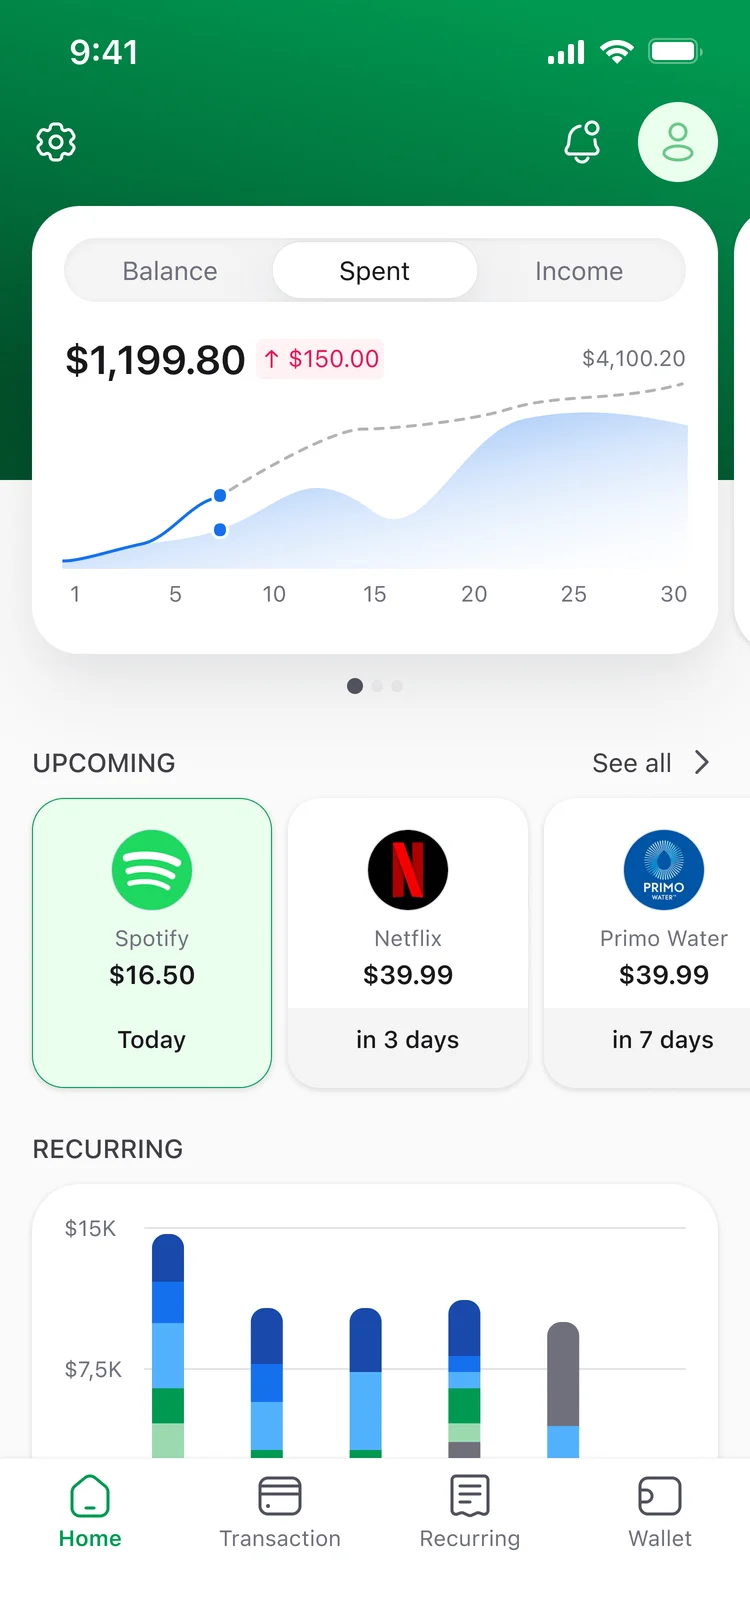 9:41
Balance Spent Income
$1,199.80 ↑ $150.00 $4,100.20
1 5 10 15 20 25 30
UPCOMING See all
PRIMO
WATER™
Spotify Netflix Primo Water
$16.50 $39.99 $39.99
Today in 3 days in 7 days
RECURRING
$15K
$7,5K
Home Transaction Recurring Wallet